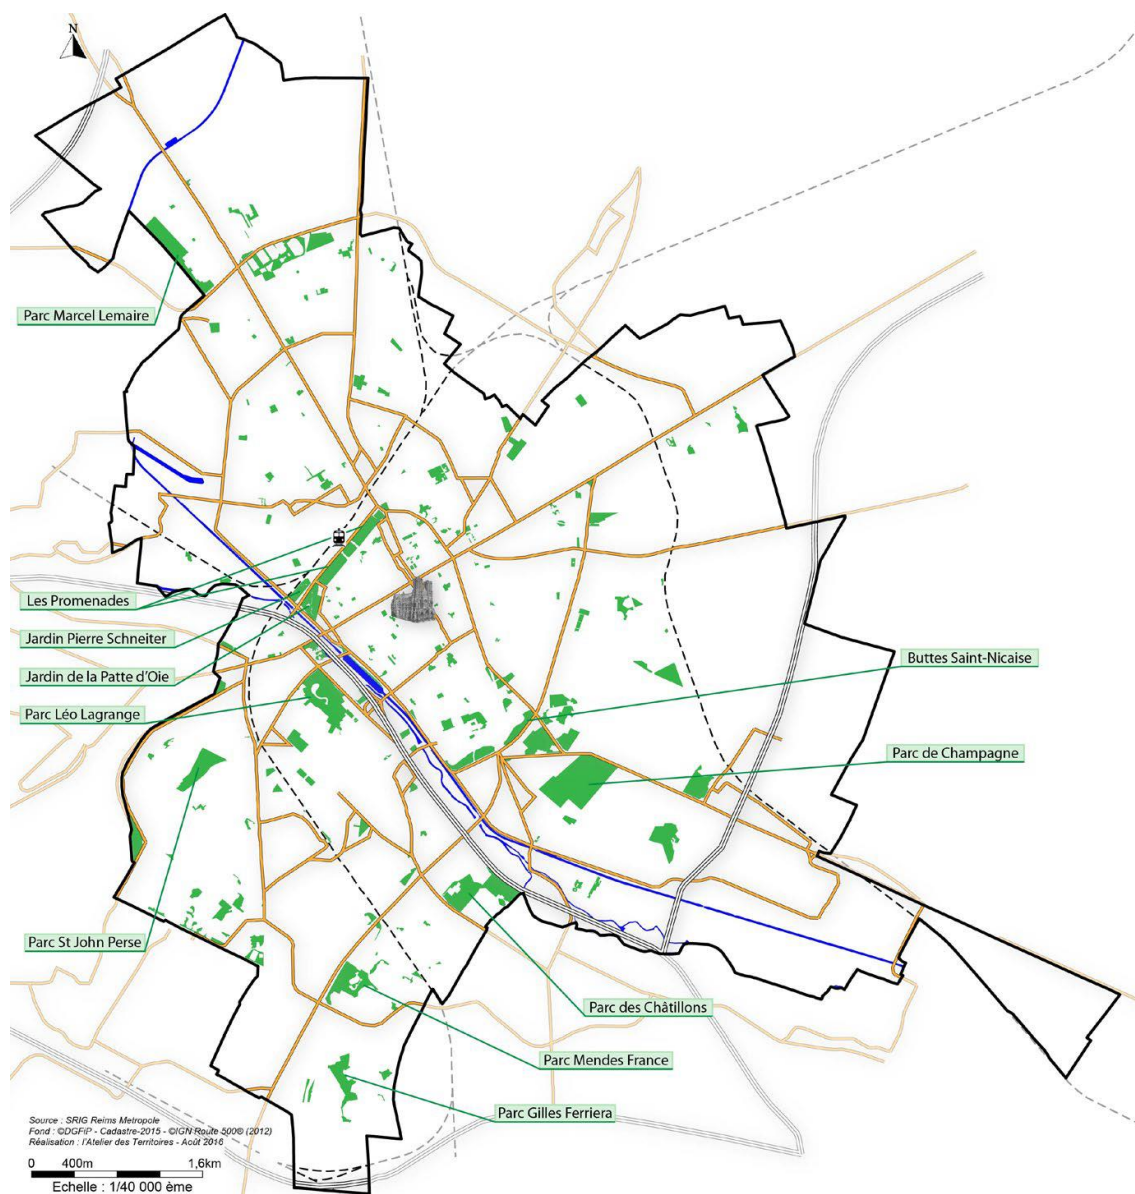 N
Parc Marcel Lemaire
Les Promenades
Jardin Pierre Schneiter
Jardin de la Patte d'Oie
Parc Léo Lagrange
Buttes Saint-Nicaise
Parc de Champagne
Parc St John Perse
Parc des Châtillons
Parc Mendes France
Parc Gilles Ferriera
Source : SRIG Reims Metropole
Fond : ©DGFiP - Cadastre-2015 - ©IGN Route 500® (2012)
Réalisation : l'Atelier des Territoires - Août 2016
0 400m 1,6km
Echelle : 1/40 000 ème